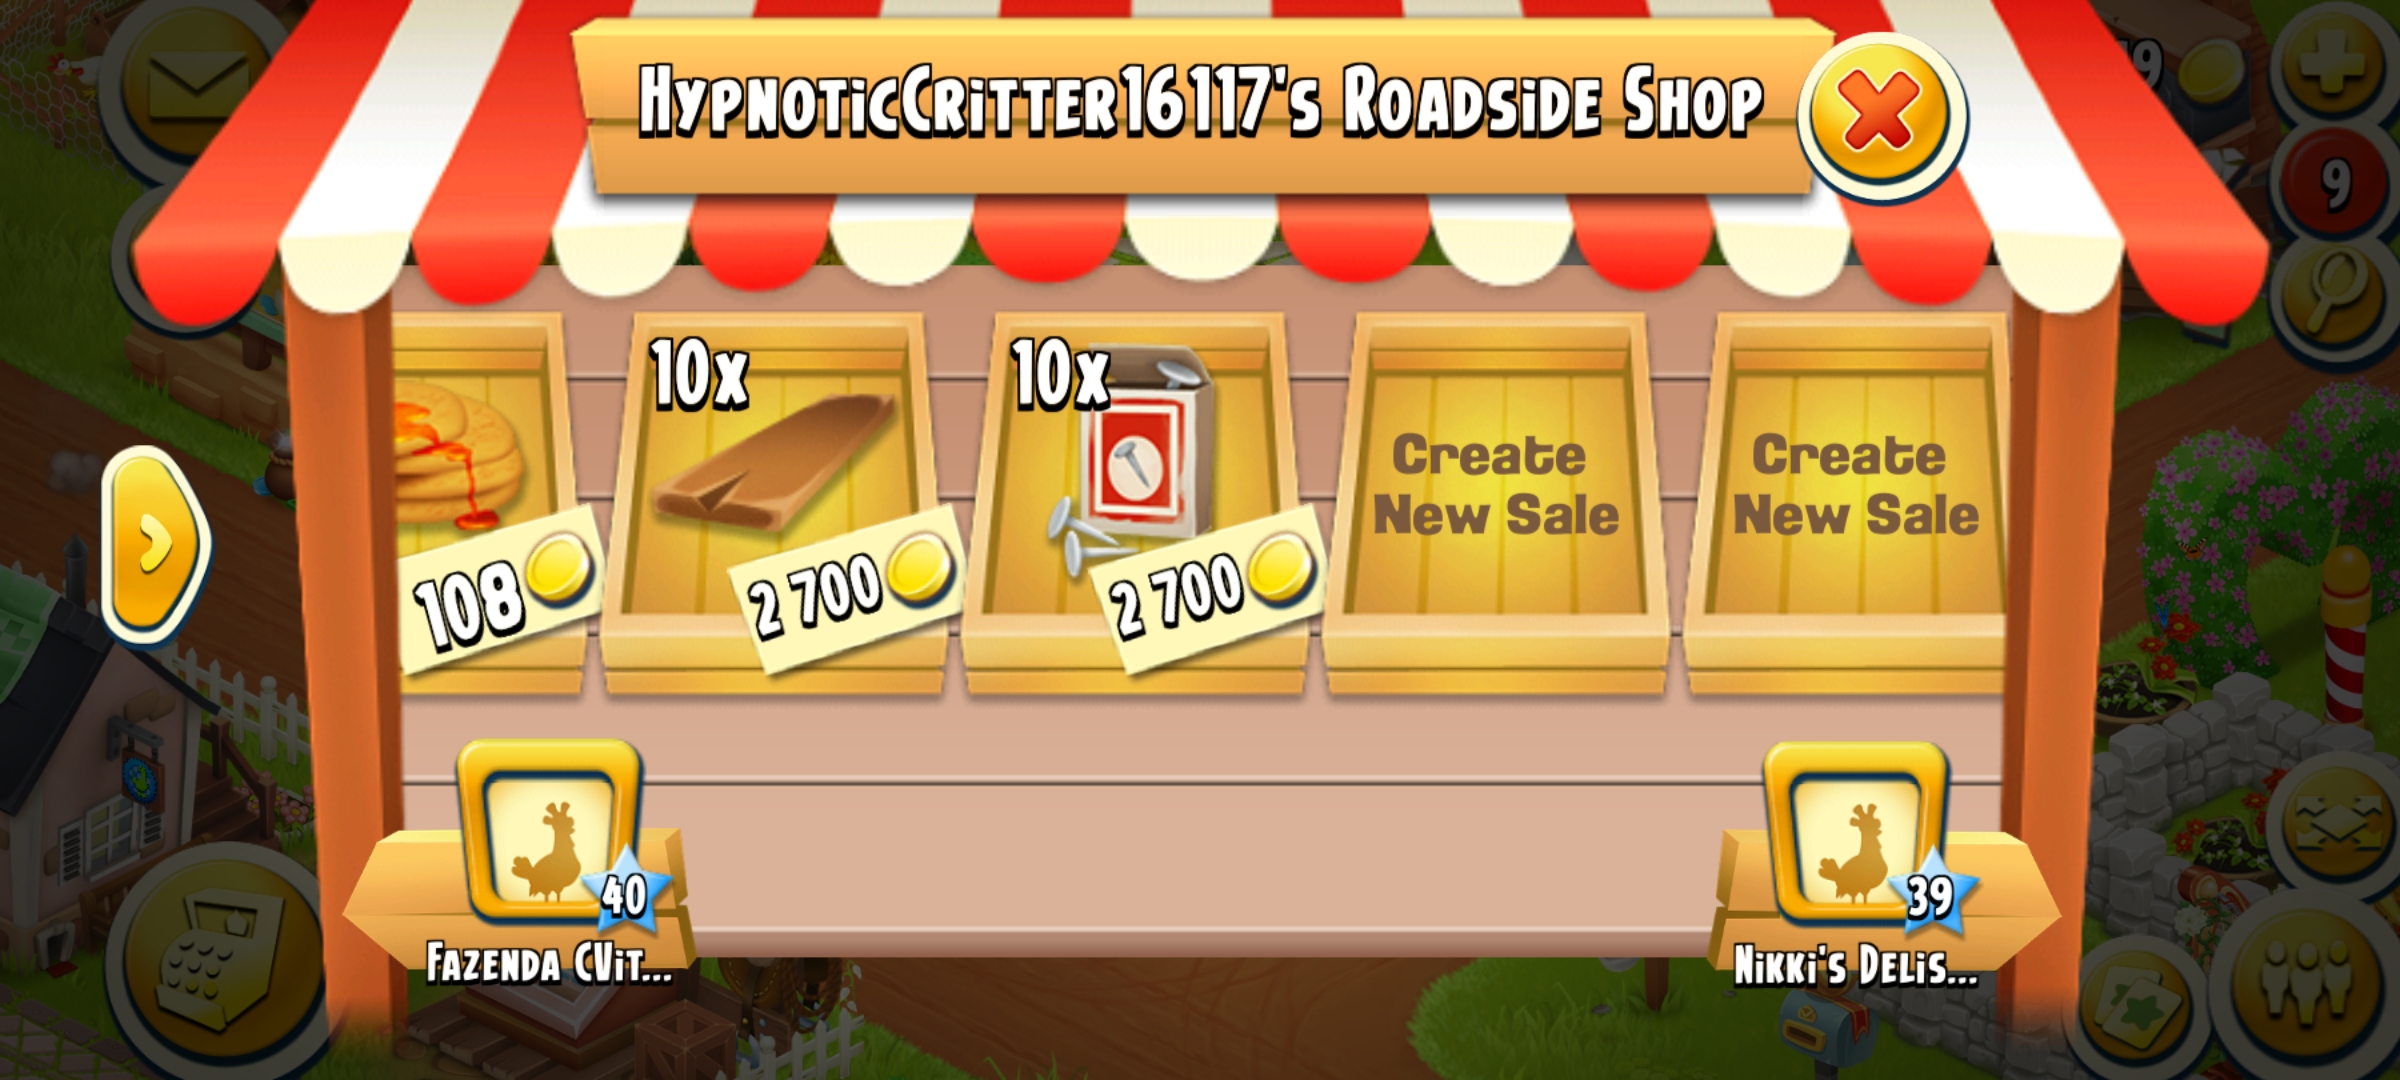 HypnoticCritter16117's Roadside Shop
9
9
10x
10x
Create
New Sale
Create
New Sale
108
2 700
2 700
40
39
Fazenda CVit...
Nikki's Delis...